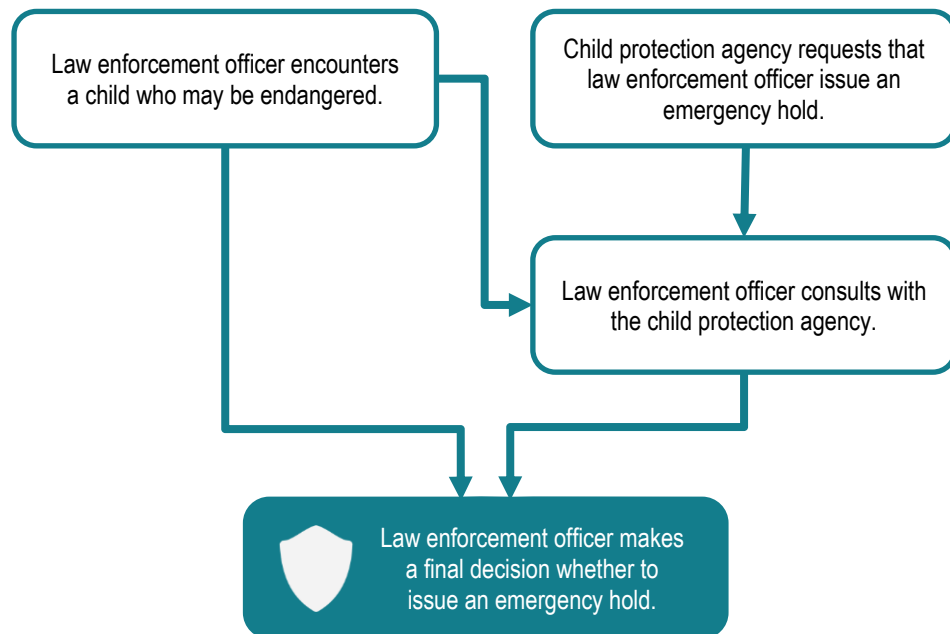 Law enforcement officer encounters
a child who may be endangered.
Child protection agency requests that
law enforcement officer issue an
emergency hold.
Law enforcement officer consults with
the child protection agency.
Law enforcement officer makes
a final decision whether to
issue an emergency hold.